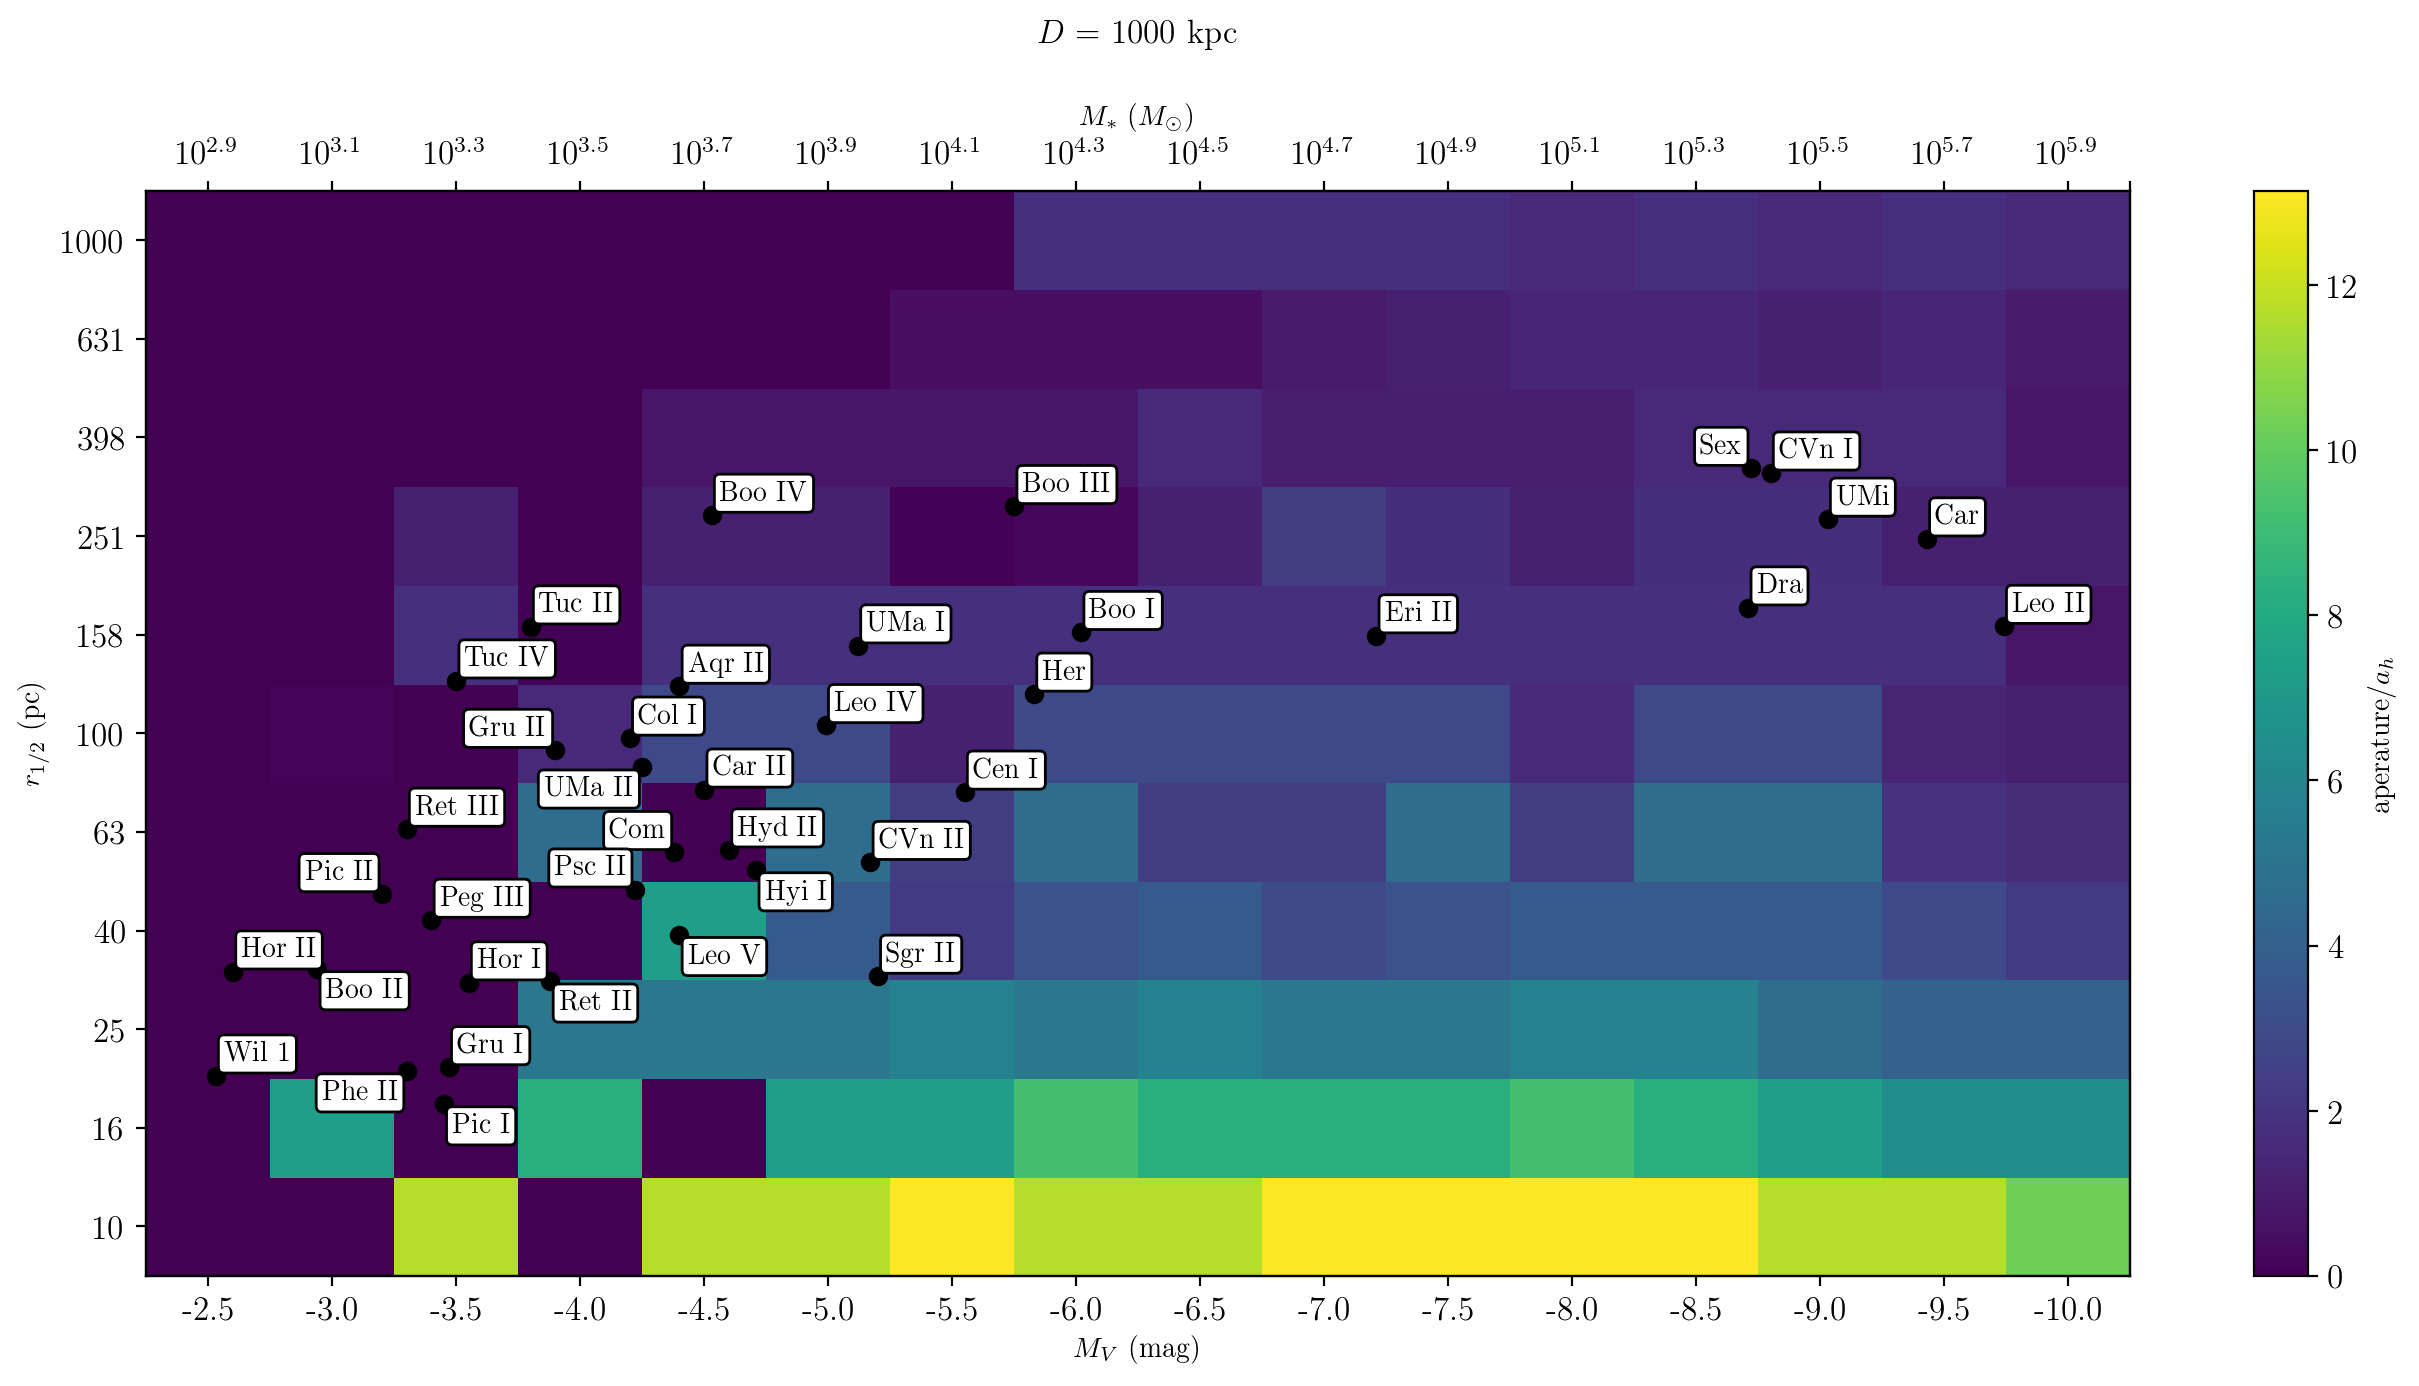 D = 1000 kpc
M* (M⊙)
10^2.9 10^3.1 10^3.3 10^3.5 10^3.7 10^3.9 10^4.1 10^4.3 10^4.5 10^4.7 10^4.9 10^5.1 10^5.3 10^5.5 10^5.7 10^5.9
1000
631
398
251
158
100
63
40
25
16
10
r1/2 (pc)
Sex
CVn I
Boo IV
Boo III
UMi
Car
Dra
Tuc II
Leo II
UMa I
Boo I
Eri II
Tuc IV
Aqr II
Her
Leo IV
Col I
Gru II
Car II
Cen I
UMa II
Ret III
Com
Hyd II
CVn II
Psc II
Pic II
Hyi I
Peg III
Hor II
Hor I
Leo V
Sgr II
Boo II
Ret II
Wil 1
Gru I
Phe II
Pic I
-2.5 -3.0 -3.5 -4.0 -4.5 -5.0 -5.5 -6.0 -6.5 -7.0 -7.5 -8.0 -8.5 -9.0 -9.5 -10.0
MV (mag)
12
10
8
6
4
2
0
aperature/ah